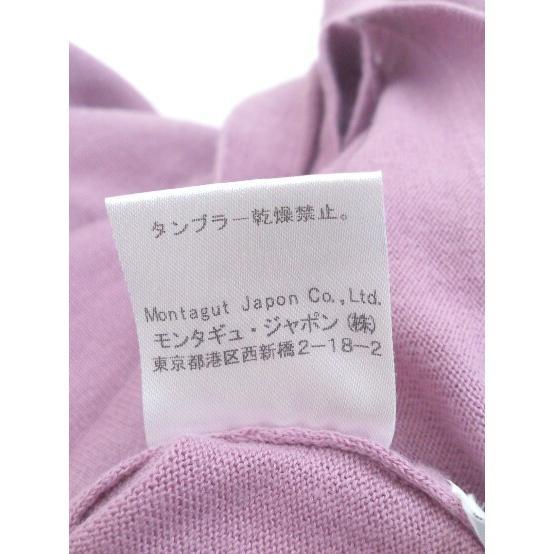 タンブラー乾燥禁止。
Montagut Japon Co.,Ltd.
モンタギュ・ジャポン㈱
東京都港区西新橋2-18-2